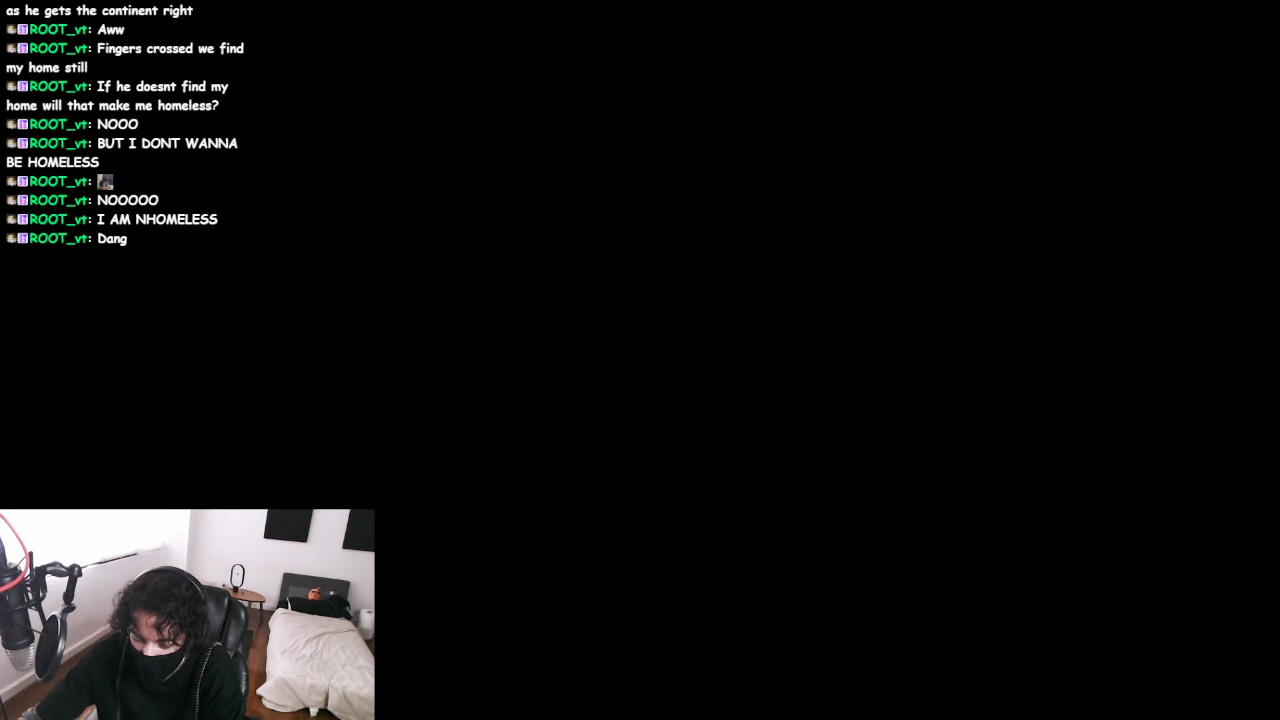 as he gets the continent right
ROOT_vt: Aww
ROOT_vt: Fingers crossed we find
my home still
ROOT_vt: If he doesnt find my
home will that make me homeless?
ROOT_vt: NOOO
ROOT_vt: BUT I DONT WANNA
BE HOMELESS
ROOT_vt:
ROOT_vt: NOOOOO
ROOT_vt: I AM NHOMELESS
ROOT_vt: Dang